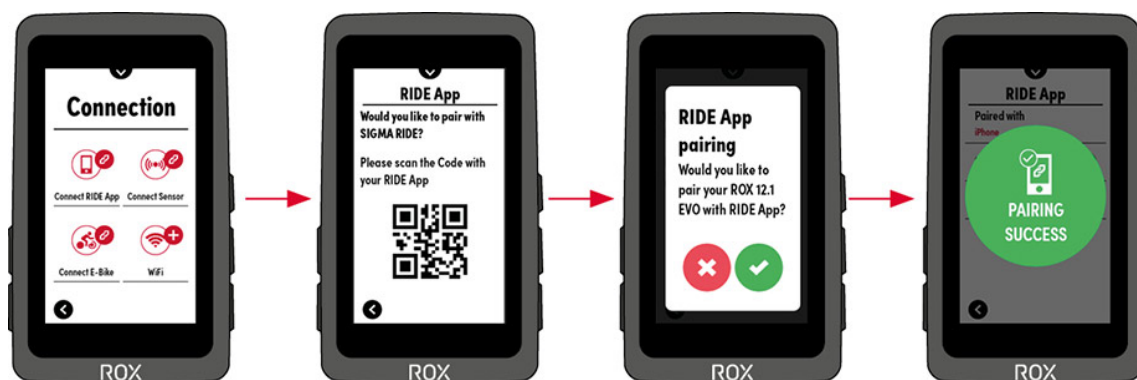 Connection
Connect RIDE App
Connect Sensor
Connect E-Bike
WiFi
ROX
RIDE App
Would you like to pair with
SIGMA RIDE?
Please scan the Code with
your RIDE App
ROX
RIDE App
pairing
Would you like to
pair your ROX 12.1
EVO with RIDE App?
ROX
RIDE App
Paired with
iPhone
PAIRING
SUCCESS
ROX